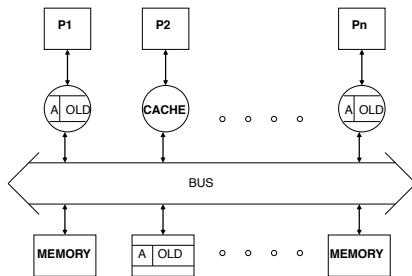 P1 P2 Pn
A OLD CACHE A OLD
BUS
MEMORY A OLD MEMORY